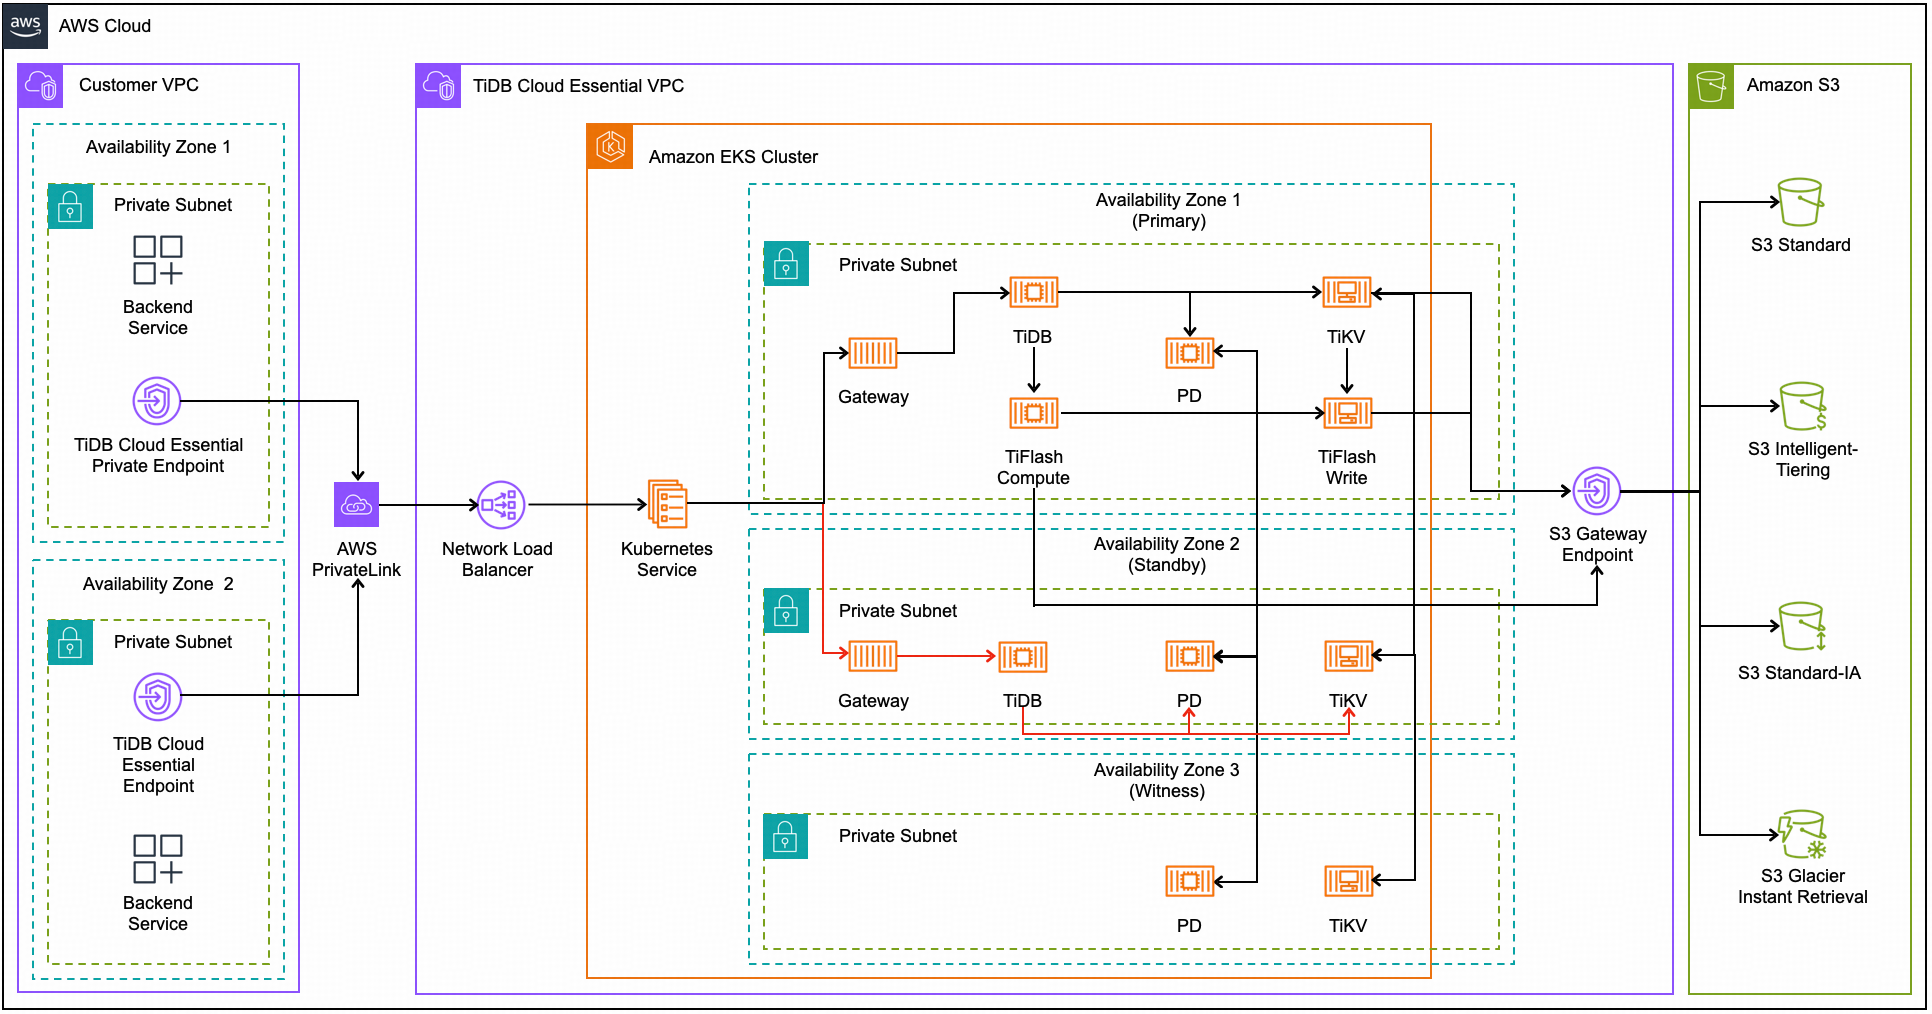 aws
AWS Cloud
Customer VPC
Availability Zone 1
Private Subnet
Backend
Service
TiDB Cloud Essential
Private Endpoint
Availability Zone  2
Private Subnet
TiDB Cloud
Essential
Endpoint
Backend
Service
AWS
PrivateLink
TiDB Cloud Essential VPC
Network Load
Balancer
Amazon EKS Cluster
Kubernetes
Service
Availability Zone 1
(Primary)
Private Subnet
Gateway
TiDB
PD
TiKV
TiFlash
Compute
TiFlash
Write
Availability Zone 2
(Standby)
Private Subnet
Gateway
TiDB
PD
TiKV
Availability Zone 3
(Witness)
Private Subnet
PD
TiKV
S3 Gateway
Endpoint
Amazon S3
S3 Standard
S3 Intelligent-
Tiering
S3 Standard-IA
S3 Glacier
Instant Retrieval